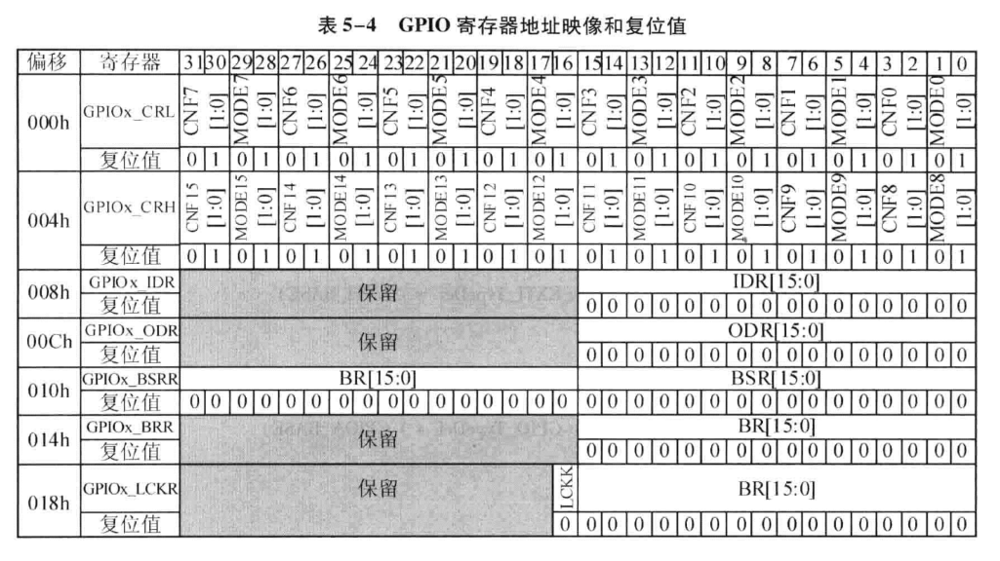 表 5-4 GPIO 寄存器地址映像和复位值
偏移 寄存器 31 30 29 28 27 26 25 24 23 22 21 20 19 18 17 16 15 14 13 12 11 10 9 8 7 6 5 4 3 2 1 0
000h GPIOx_CRL CNF7 [1:0] MODE7 [1:0] CNF6 [1:0] MODE6 [1:0] CNF5 [1:0] MODE5 [1:0] CNF4 [1:0] MODE4 [1:0] CNF3 [1:0] MODE3 [1:0] CNF2 [1:0] MODE2 [1:0] CNF1 [1:0] MODE1 [1:0] CNF0 [1:0] MODE0 [1:0]
复位值 0 1 0 1 0 1 0 1 0 1 0 1 0 1 0 1 0 1 0 1 0 1 0 1 0 1 0 1 0 1 0 1
004h GPIOx_CRH CNF15 [1:0] MODE15 [1:0] CNF14 [1:0] MODE14 [1:0] CNF13 [1:0] MODE13 [1:0] CNF12 [1:0] MODE12 [1:0] CNF11 [1:0] MODE11 [1:0] CNF10 [1:0] MODE10 [1:0] CNF9 [1:0] MODE9 [1:0] CNF8 [1:0] MODE8 [1:0]
复位值 0 1 0 1 0 1 0 1 0 1 0 1 0 1 0 1 0 1 0 1 0 1 0 1 0 1 0 1 0 1 0 1
008h GPIOx_IDR 保留 IDR[15:0]
复位值 0 0 0 0 0 0 0 0 0 0 0 0 0 0 0 0
00Ch GPIOx_ODR 保留 ODR[15:0]
复位值 0 0 0 0 0 0 0 0 0 0 0 0 0 0 0 0
010h GPIOx_BSRR BR[15:0] BSR[15:0]
复位值 0 0 0 0 0 0 0 0 0 0 0 0 0 0 0 0 0 0 0 0 0 0 0 0 0 0 0 0 0 0 0 0
014h GPIOx_BRR 保留 BR[15:0]
复位值 0 0 0 0 0 0 0 0 0 0 0 0 0 0 0 0
018h GPIOx_LCKR 保留 LCKK BR[15:0]
复位值 0 0 0 0 0 0 0 0 0 0 0 0 0 0 0 0 0